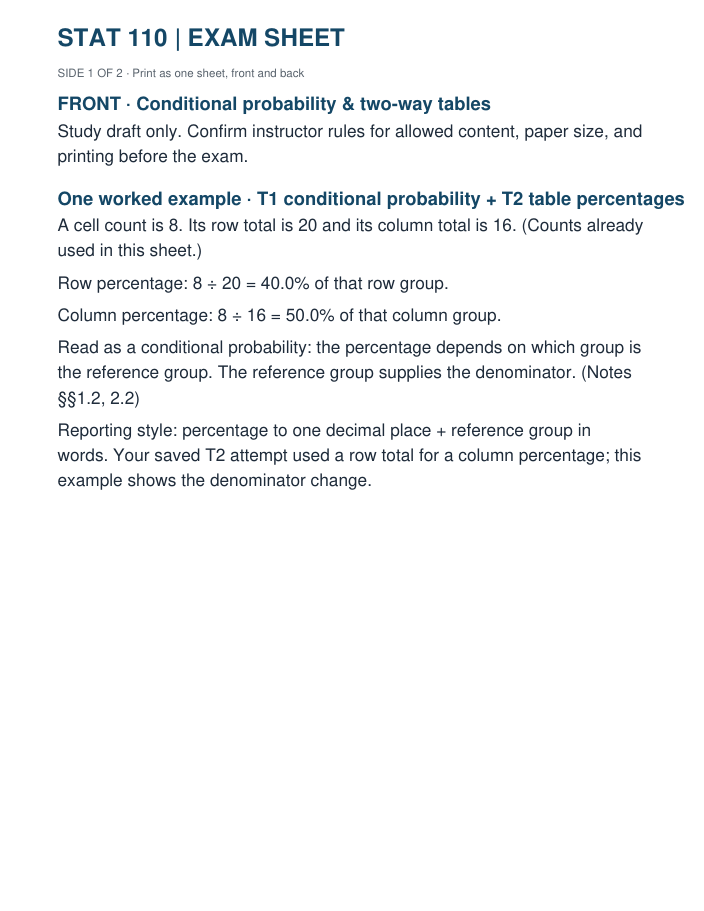 STAT 110 | EXAM SHEET
SIDE 1 OF 2 · Print as one sheet, front and back
FRONT · Conditional probability & two-way tables
Study draft only. Confirm instructor rules for allowed content, paper size, and
printing before the exam.
One worked example · T1 conditional probability + T2 table percentages
A cell count is 8. Its row total is 20 and its column total is 16. (Counts already
used in this sheet.)
Row percentage: 8 ÷ 20 = 40.0% of that row group.
Column percentage: 8 ÷ 16 = 50.0% of that column group.
Read as a conditional probability: the percentage depends on which group is
the reference group. The reference group supplies the denominator. (Notes
§§1.2, 2.2)
Reporting style: percentage to one decimal place + reference group in
words. Your saved T2 attempt used a row total for a column percentage; this
example shows the denominator change.